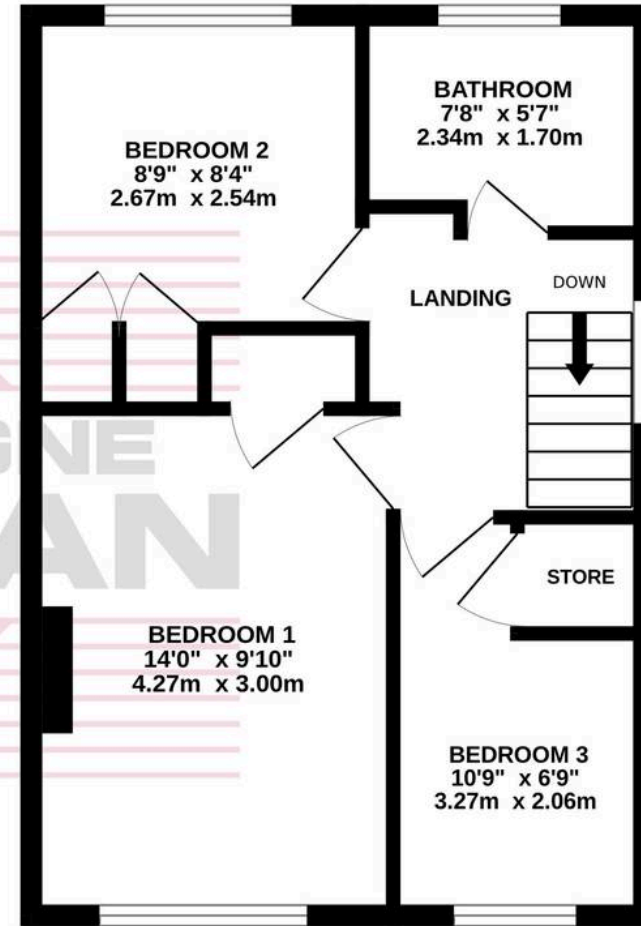 BEDROOM 2
8'9" x 8'4"
2.67m x 2.54m
BATHROOM
7'8" x 5'7"
2.34m x 1.70m
LANDING
DOWN
STORE
BEDROOM 1
14'0" x 9'10"
4.27m x 3.00m
BEDROOM 3
10'9" x 6'9"
3.27m x 2.06m
GNE
AN